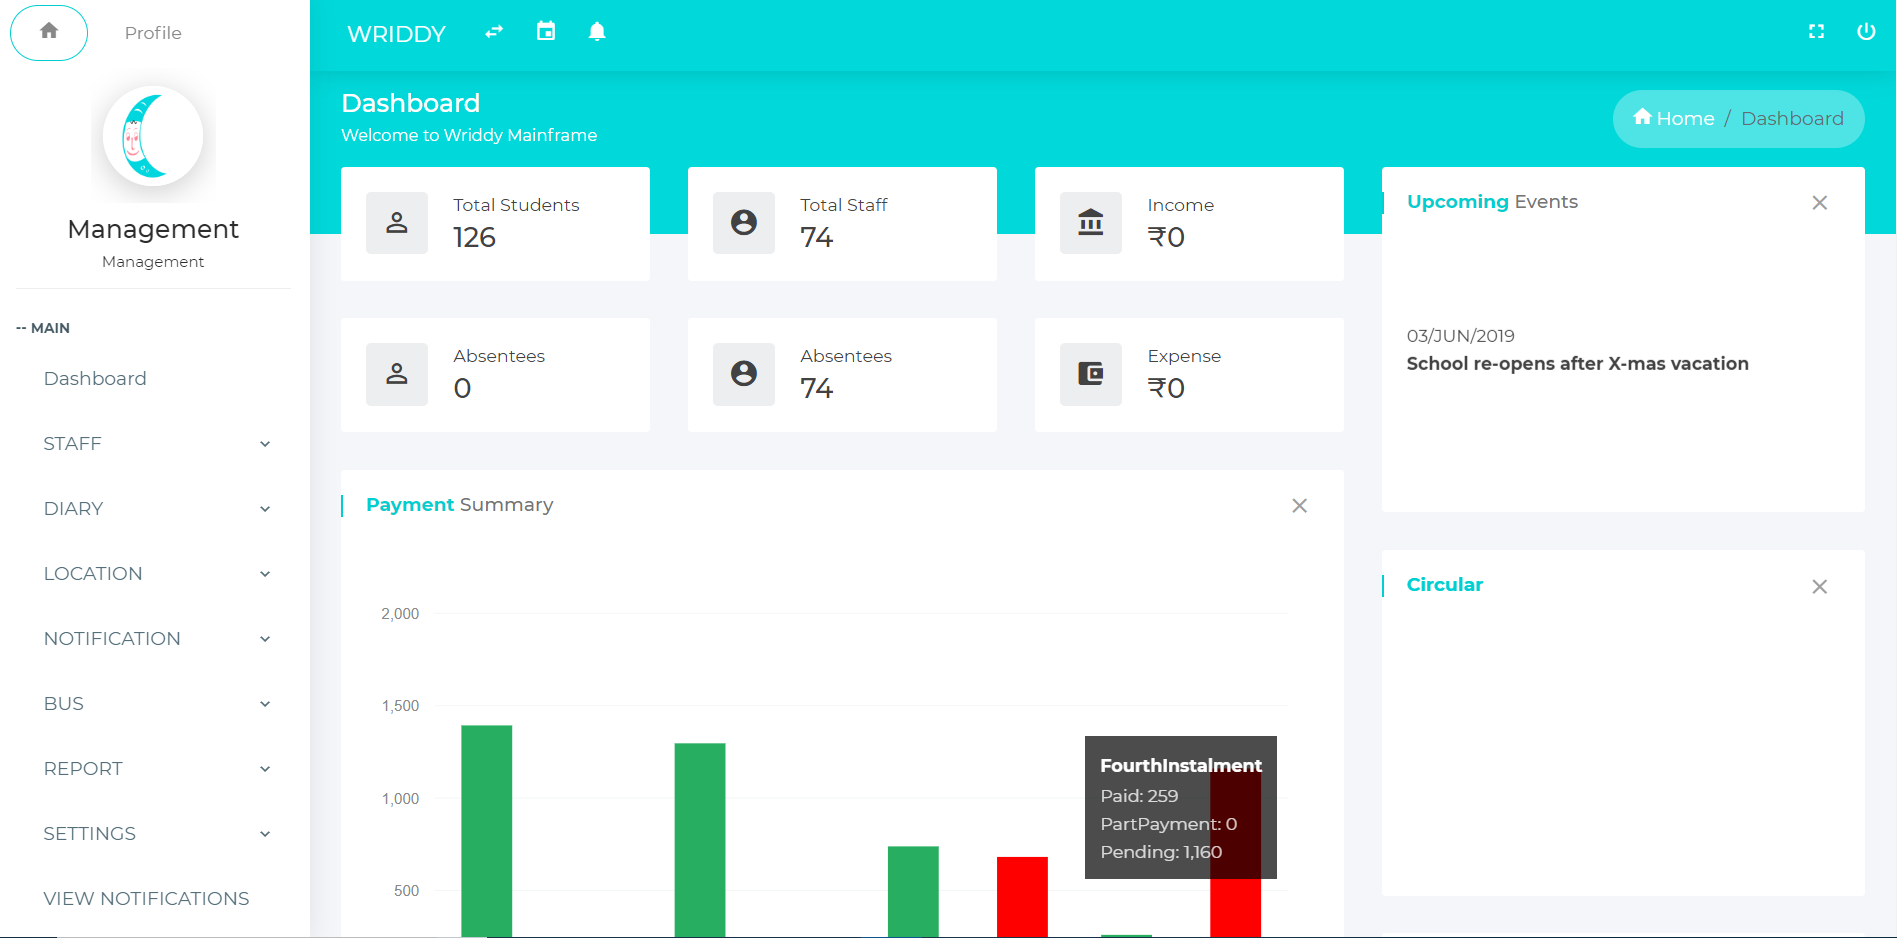 Profile
Management
Management
-- MAIN
Dashboard
STAFF
DIARY
LOCATION
NOTIFICATION
BUS
REPORT
SETTINGS
VIEW NOTIFICATIONS
WRIDDY
Dashboard
Welcome to Wriddy Mainframe
Home / Dashboard
Total Students
126
Total Staff
74
Income
₹0
Absentees
0
Absentees
74
Expense
₹0
Payment Summary
2,000
1,500
1,000
500
FourthInstalment
Paid: 259
PartPayment: 0
Pending: 1,160
Upcoming Events
03/JUN/2019
School re-opens after X-mas vacation
Circular